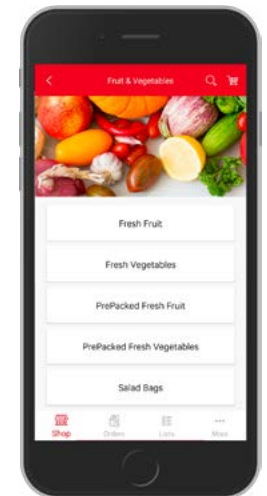 Fruit & Vegetables
Fresh Fruit
Fresh Vegetables
PrePacked Fresh Fruit
PrePacked Fresh Vegetables
Salad Bags
Shop Orders Lists More